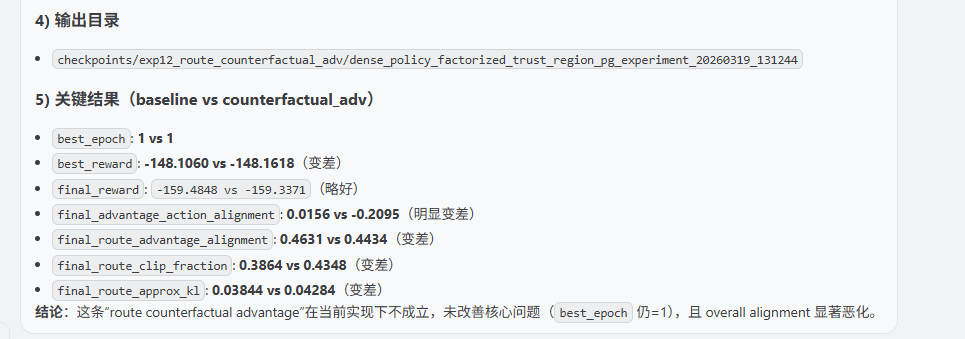 4) 输出目录
checkpoints/exp12_route_counterfactual_adv/dense_policy_factorized_trust_region_pg_experiment_20260319_131244
5) 关键结果（baseline vs counterfactual_adv）
best_epoch: 1 vs 1
best_reward: -148.1060 vs -148.1618（变差）
final_reward: -159.4848 vs -159.3371（略好）
final_advantage_action_alignment: 0.0156 vs -0.2095（明显变差）
final_route_advantage_alignment: 0.4631 vs 0.4434（变差）
final_route_clip_fraction: 0.3864 vs 0.4348（变差）
final_route_approx_kl: 0.03844 vs 0.04284（变差）
结论：这条“route counterfactual advantage”在当前实现下不成立，未改善核心问题（best_epoch 仍=1），且 overall alignment 显著恶化。